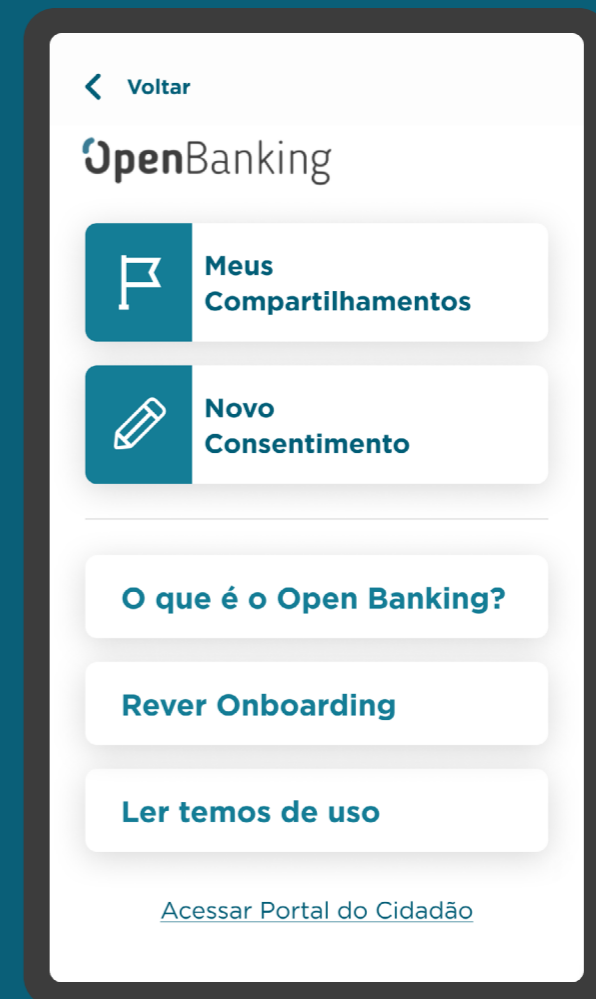 Voltar
OpenBanking
Meus
Compartilhamentos
Novo
Consentimento
O que é o Open Banking?
Rever Onboarding
Ler temos de uso
Acessar Portal do Cidadão